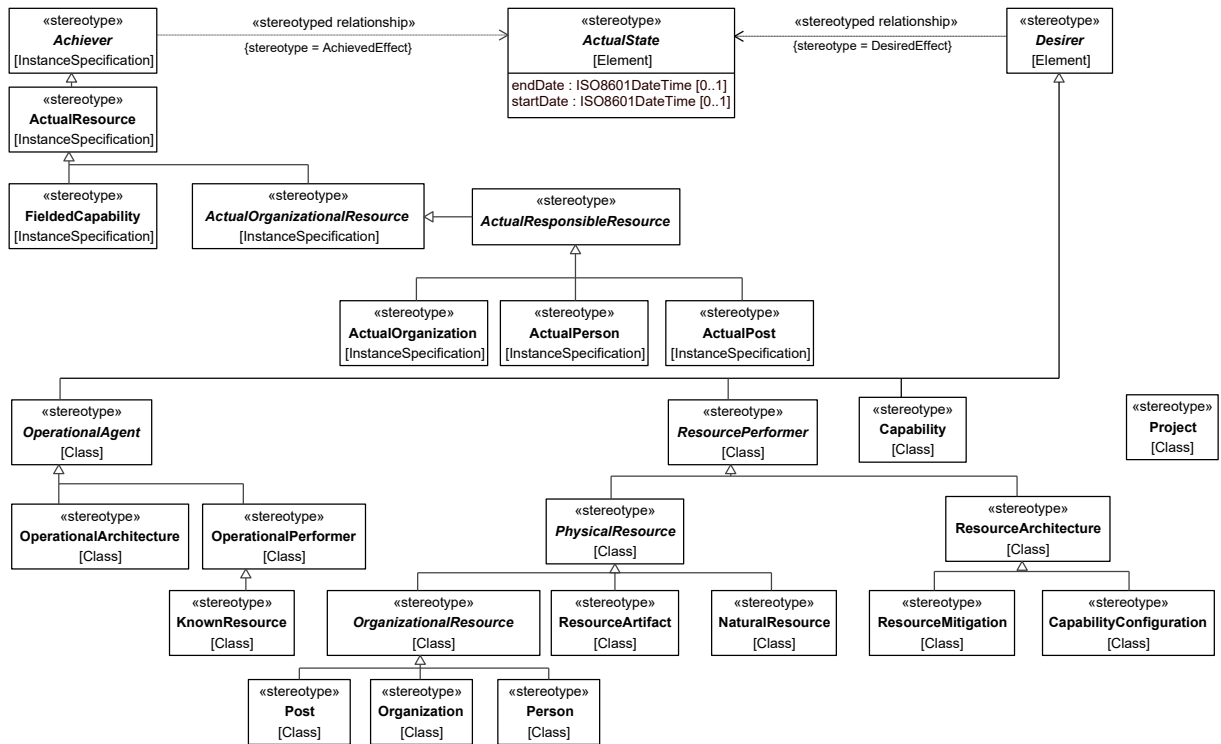 «stereotype»
Achiever
[InstanceSpecification]
«stereotyped relationship»
{stereotype = AchievedEffect}
«stereotype»
ActualState
[Element]
endDate : ISO8601DateTime [0..1]
startDate : ISO8601DateTime [0..1]
«stereotyped relationship»
{stereotype = DesiredEffect}
«stereotype»
Desirer
[Element]
«stereotype»
ActualResource
[InstanceSpecification]
«stereotype»
FieldedCapability
[InstanceSpecification]
«stereotype»
ActualOrganizationalResource
[InstanceSpecification]
«stereotype»
ActualResponsibleResource
«stereotype»
ActualOrganization
[InstanceSpecification]
«stereotype»
ActualPerson
[InstanceSpecification]
«stereotype»
ActualPost
[InstanceSpecification]
«stereotype»
OperationalAgent
[Class]
«stereotype»
ResourcePerformer
[Class]
«stereotype»
Capability
[Class]
«stereotype»
Project
[Class]
«stereotype»
OperationalArchitecture
[Class]
«stereotype»
OperationalPerformer
[Class]
«stereotype»
PhysicalResource
[Class]
«stereotype»
ResourceArchitecture
[Class]
«stereotype»
KnownResource
[Class]
«stereotype»
OrganizationalResource
[Class]
«stereotype»
ResourceArtifact
[Class]
«stereotype»
NaturalResource
[Class]
«stereotype»
ResourceMitigation
[Class]
«stereotype»
CapabilityConfiguration
[Class]
«stereotype»
Post
[Class]
«stereotype»
Organization
[Class]
«stereotype»
Person
[Class]